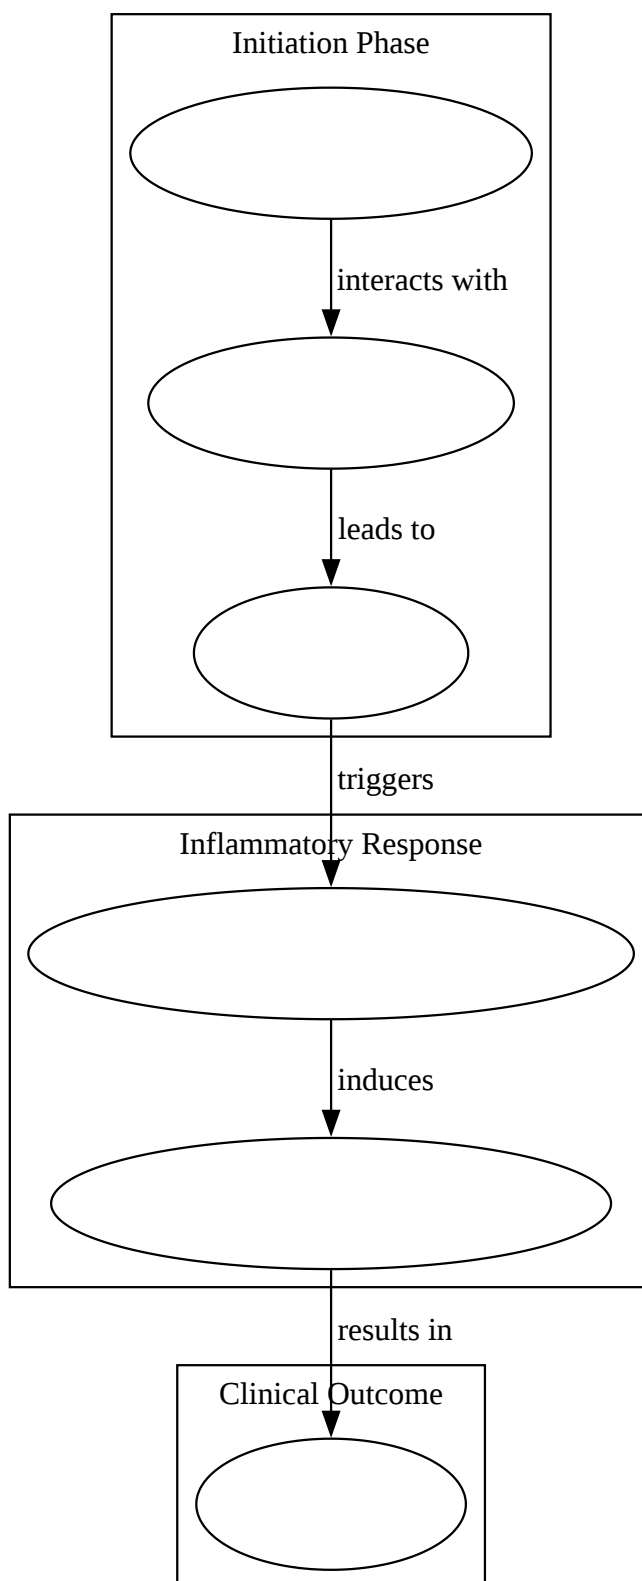 Initiation Phase
interacts with
leads to
triggers
Inflammatory Response
induces
results in
Clinical Outcome